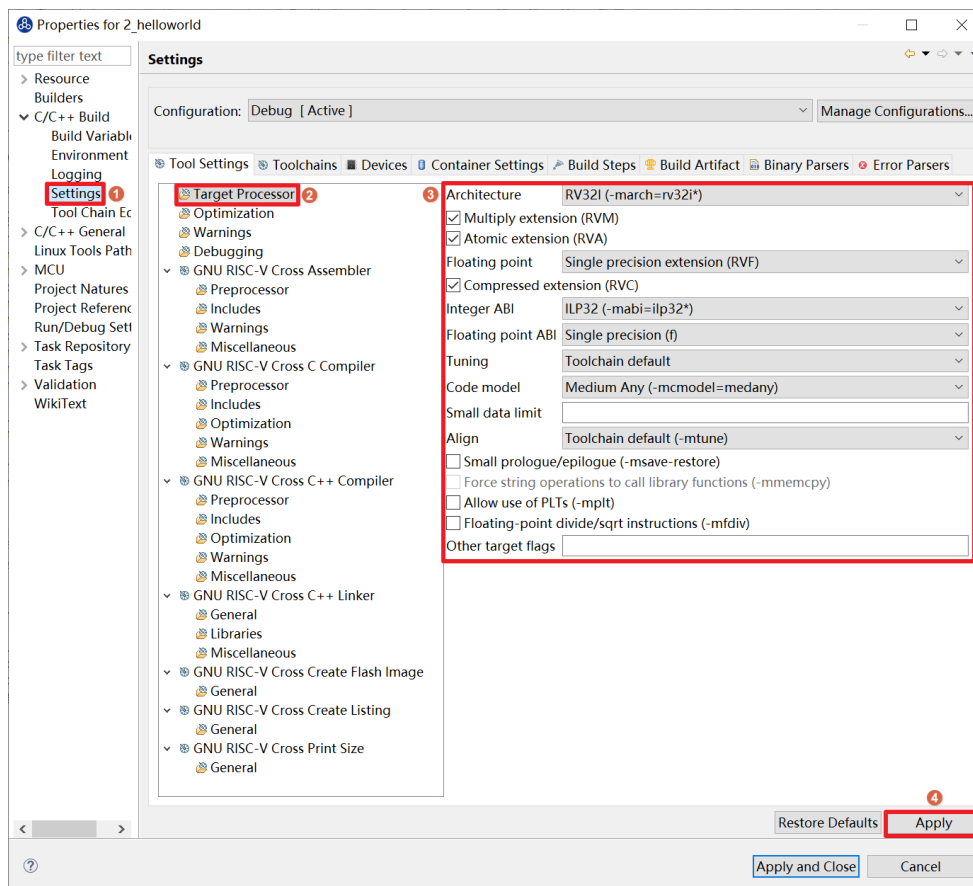 Properties for 2_helloworld
type filter text
Resource
Builders
C/C++ Build
Build Variable
Environment
Logging
Settings 1
Tool Chain Ed
C/C++ General
Linux Tools Path
MCU
Project Natures
Project Referenc
Run/Debug Sett
Task Repository
Task Tags
Validation
WikiText
Settings
Configuration: Debug [ Active ]
Manage Configurations...
Tool Settings Toolchains Devices Container Settings Build Steps Build Artifact Binary Parsers Error Parsers
Target Processor 2
Optimization
Warnings
Debugging
GNU RISC-V Cross Assembler
Preprocessor
Includes
Warnings
Miscellaneous
GNU RISC-V Cross C Compiler
Preprocessor
Includes
Optimization
Warnings
Miscellaneous
GNU RISC-V Cross C++ Compiler
Preprocessor
Includes
Optimization
Warnings
Miscellaneous
GNU RISC-V Cross C++ Linker
General
Libraries
Miscellaneous
GNU RISC-V Cross Create Flash Image
General
GNU RISC-V Cross Create Listing
General
GNU RISC-V Cross Print Size
General
3
Architecture RV32I (-march=rv32i*)
Multiply extension (RVM)
Atomic extension (RVA)
Floating point Single precision extension (RVF)
Compressed extension (RVC)
Integer ABI ILP32 (-mabi=ilp32*)
Floating point ABI Single precision (f)
Tuning Toolchain default
Code model Medium Any (-mcmodel=medany)
Small data limit
Align Toolchain default (-mtune)
Small prologue/epilogue (-msave-restore)
Force string operations to call library functions (-mmemcpy)
Allow use of PLTs (-mplt)
Floating-point divide/sqrt instructions (-mfdiv)
Other target flags
4
Restore Defaults Apply
Apply and Close Cancel